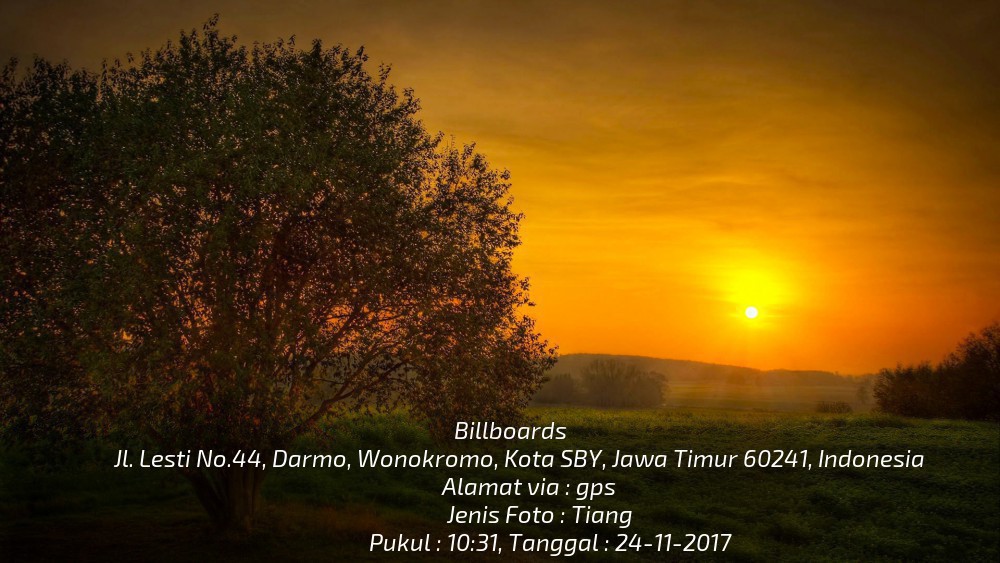 Billboards
Jl. Lesti No.44, Darmo, Wonokromo, Kota SBY, Jawa Timur 60241, Indonesia
Alamat via : gps
Jenis Foto : Tiang
Pukul : 10:31, Tanggal : 24-11-2017